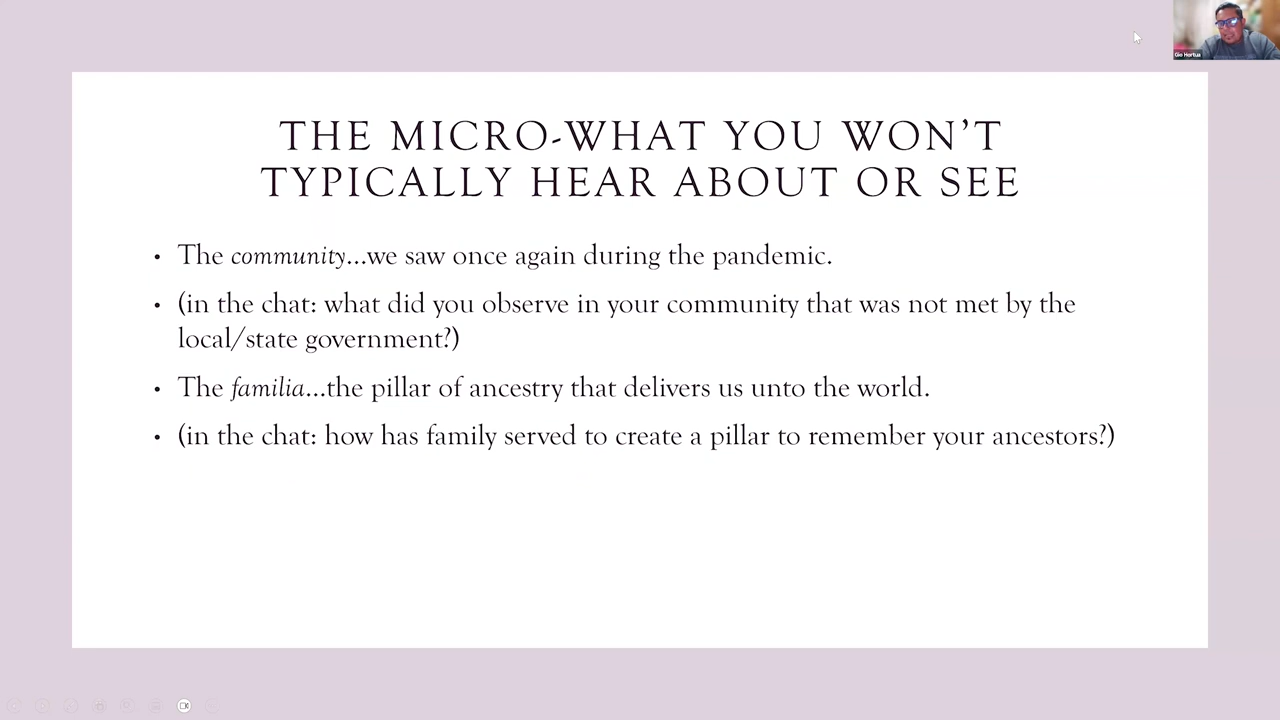 Gio Hortua
THE MICRO-WHAT YOU WON'T
TYPICALLY HEAR ABOUT OR SEE
• The community...we saw once again during the pandemic.
• (in the chat: what did you observe in your community that was not met by the
local/state government?)
• The familia...the pillar of ancestry that delivers us unto the world.
• (in the chat: how has family served to create a pillar to remember your ancestors?)